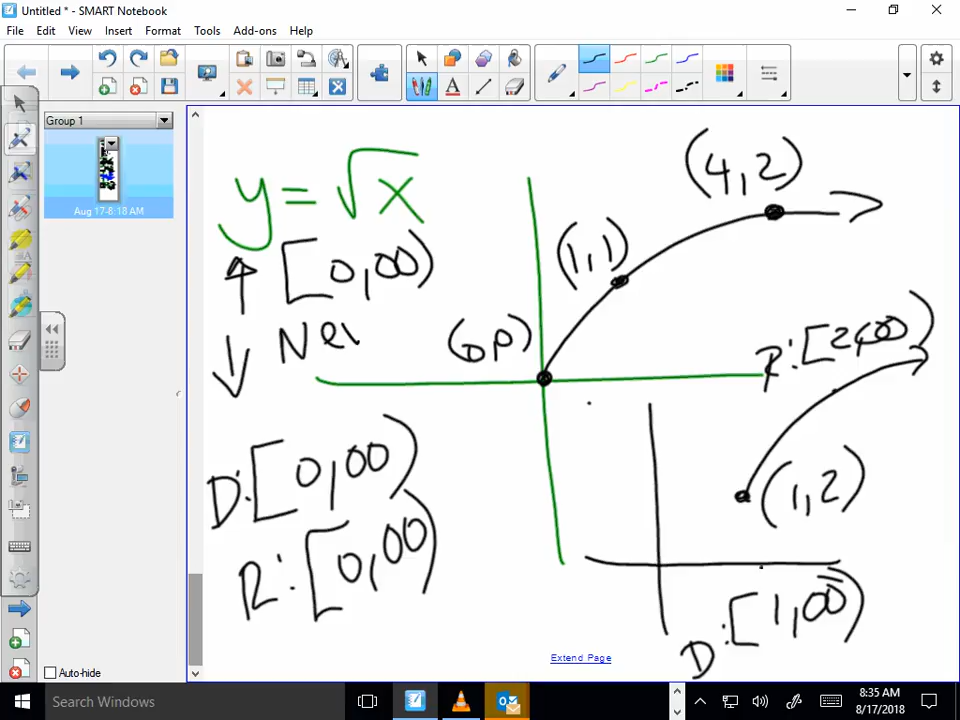 Untitled * - SMART Notebook
File Edit View Insert Format Tools Add-ons Help
Group 1
Aug 17-8:18 AM
y = √x
↑ [0,∞)
↓ Nev
D:[0,∞)
R:[0,∞)
(4,2)
(1,1)
(0,0)
R:[2,∞)
(1,2)
D:[1,∞)
Extend Page
Auto-hide
Search Windows
8:35 AM
8/17/2018